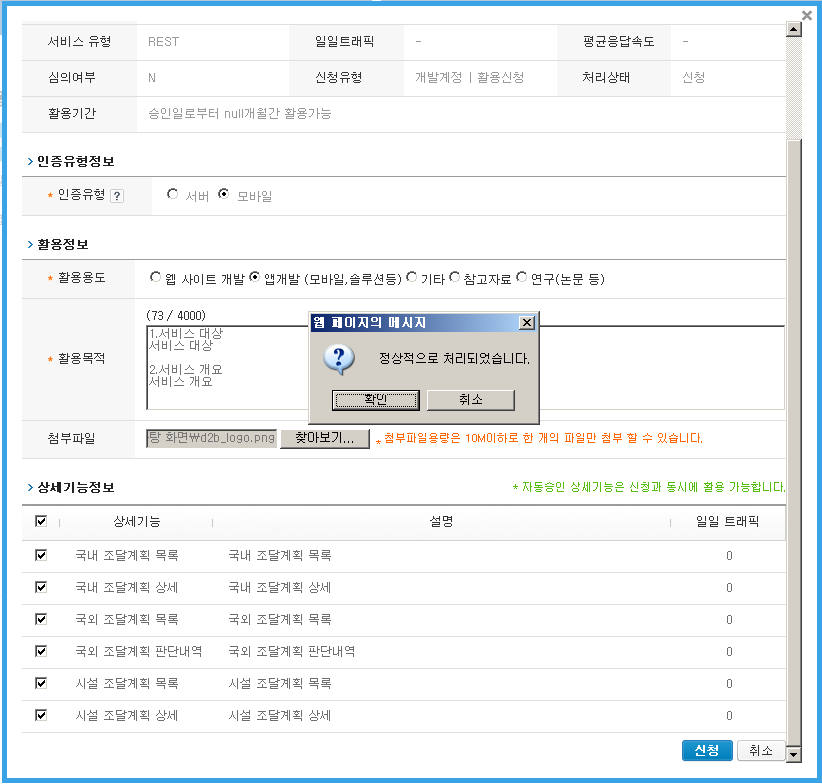 서비스 유형 REST 일일트래픽 - 평균응답속도 -
심의여부 N 신청유형 개발계정 | 활용신청 처리상태 신청
활용기간 승인일로부터 null개월간 활용가능
인증유형정보
* 인증유형 ? 서버 모바일
활용정보
* 활용용도 웹 사이트 개발 앱개발 (모바일,솔루션등) 기타 참고자료 연구(논문 등)
(73 / 4000)
* 활용목적
1.서비스 대상
서비스 대상
2.서비스 개요
서비스 개요
웹 페이지의 메시지
정상적으로 처리되었습니다.
확인 취소
첨부파일 탕 화면₩d2b_logo.png 찾아보기... * 첨부파일용량은 10M이하로 한 개의 파일만 첨부 할 수 있습니다.
상세기능정보 * 자동승인 상세기능은 신청과 동시에 활용 가능합니다.
상세기능 설명 일일 트래픽
국내 조달계획 목록 국내 조달계획 목록 0
국내 조달계획 상세 국내 조달계획 상세 0
국외 조달계획 목록 국외 조달계획 목록 0
국외 조달계획 판단내역 국외 조달계획 판단내역 0
시설 조달계획 목록 시설 조달계획 목록 0
시설 조달계획 상세 시설 조달계획 상세 0
신청 취소